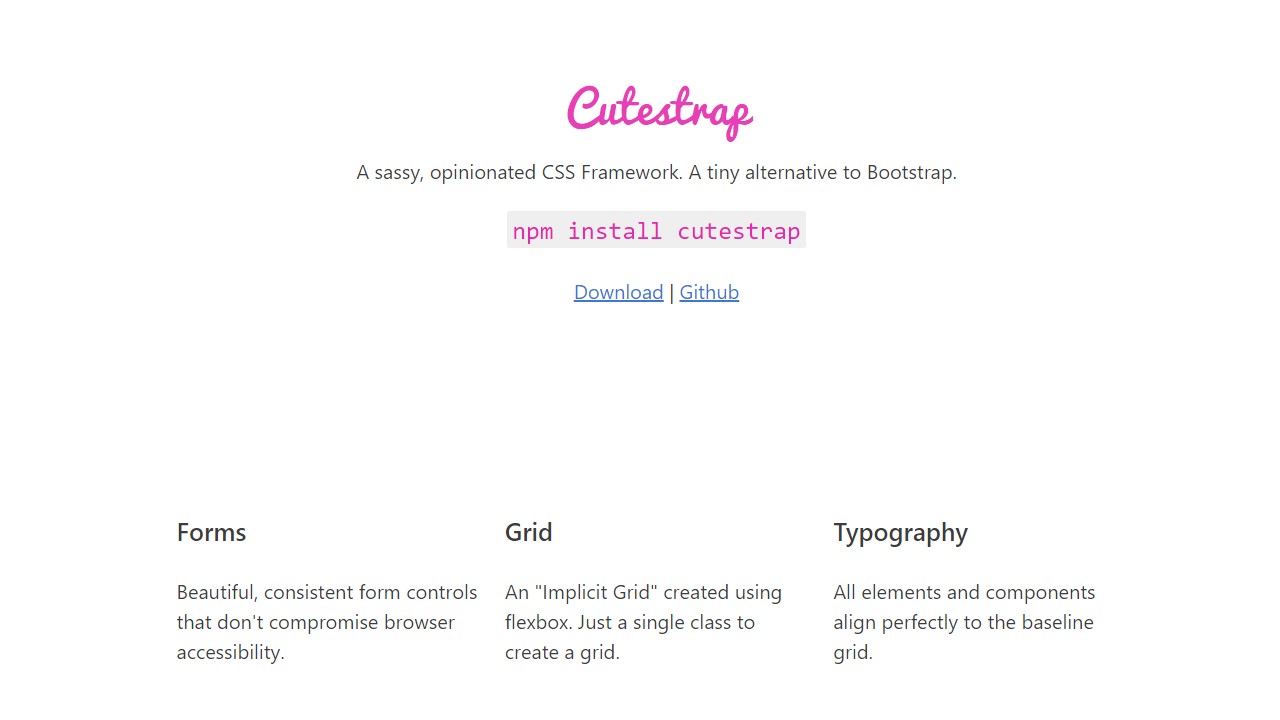 Cutestrap
A sassy, opinionated CSS Framework. A tiny alternative to Bootstrap.
npm install cutestrap
Download | Github
Forms
Beautiful, consistent form controls
that don't compromise browser
accessibility.
Grid
An "Implicit Grid" created using
flexbox. Just a single class to
create a grid.
Typography
All elements and components
align perfectly to the baseline
grid.